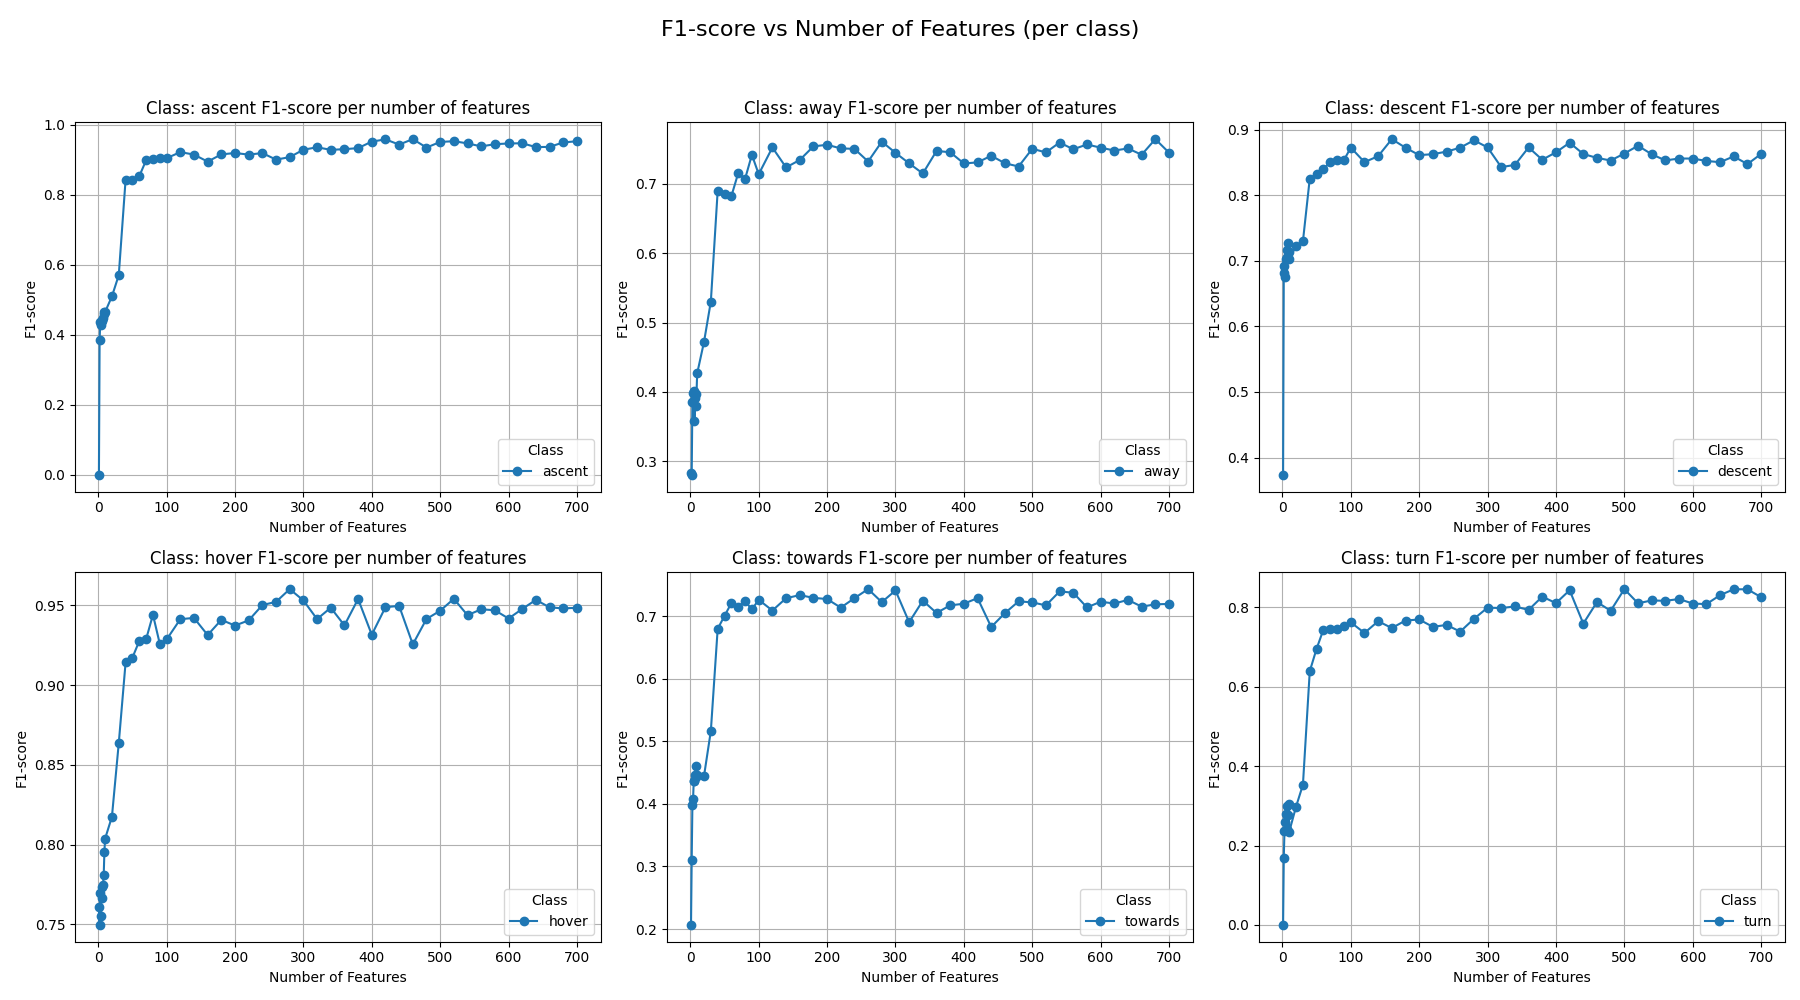 F1-score vs Number of Features (per class)
Class: ascent F1-score per number of features
F1-score
1.0
0.8
0.6
0.4
0.2
0.0
0 100 200 300 400 500 600 700
Number of Features
Class
ascent
Class: away F1-score per number of features
F1-score
0.7
0.6
0.5
0.4
0.3
0 100 200 300 400 500 600 700
Number of Features
Class
away
Class: descent F1-score per number of features
F1-score
0.9
0.8
0.7
0.6
0.5
0.4
0 100 200 300 400 500 600 700
Number of Features
Class
descent
Class: hover F1-score per number of features
F1-score
0.95
0.90
0.85
0.80
0.75
0 100 200 300 400 500 600 700
Number of Features
Class
hover
Class: towards F1-score per number of features
F1-score
0.7
0.6
0.5
0.4
0.3
0.2
0 100 200 300 400 500 600 700
Number of Features
Class
towards
Class: turn F1-score per number of features
F1-score
0.8
0.6
0.4
0.2
0.0
0 100 200 300 400 500 600 700
Number of Features
Class
turn